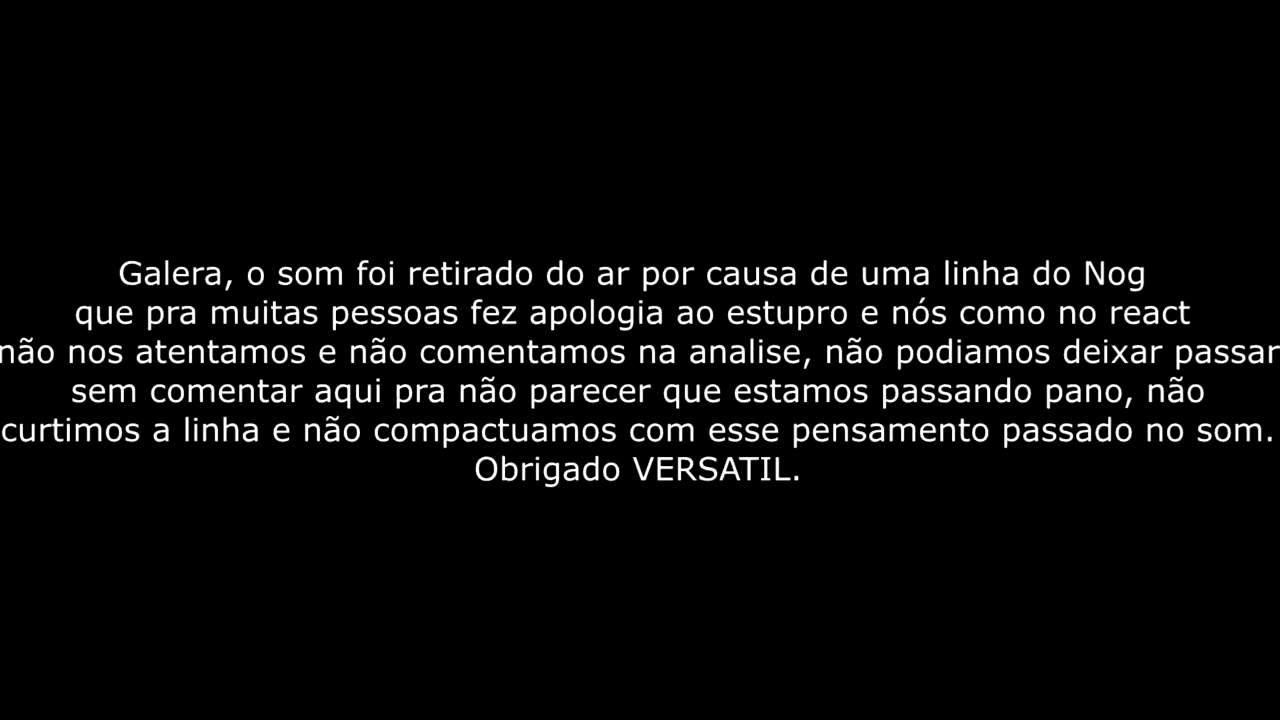 Galera, o som foi retirado do ar por causa de uma linha do Nog
que pra muitas pessoas fez apologia ao estupro e nós como no react
não nos atentamos e não comentamos na analise, não podiamos deixar passar
sem comentar aqui pra não parecer que estamos passando pano, não
curtimos a linha e não compactuamos com esse pensamento passado no som.
Obrigado VERSATIL.